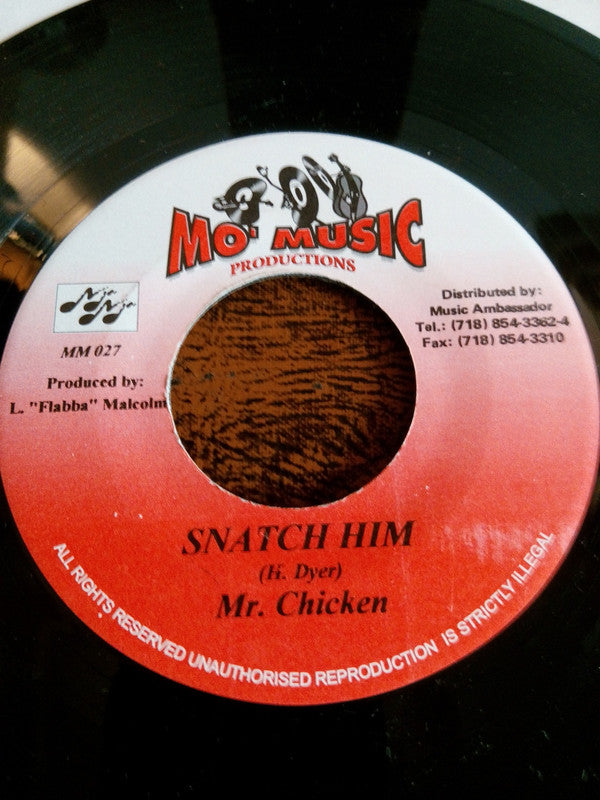 MO' MUSIC
PRODUCTIONS
Distributed by:
Music Ambassador
Tel.: (718) 854-3362-4
Fax: (718) 854-3310
MM 027
Produced by:
L. "Flabba" Malcolm
SNATCH HIM
(H. Dyer)
Mr. Chicken
ALL RIGHTS RESERVED UNAUTHORISED REPRODUCTION IS STRICTLY ILLEGAL